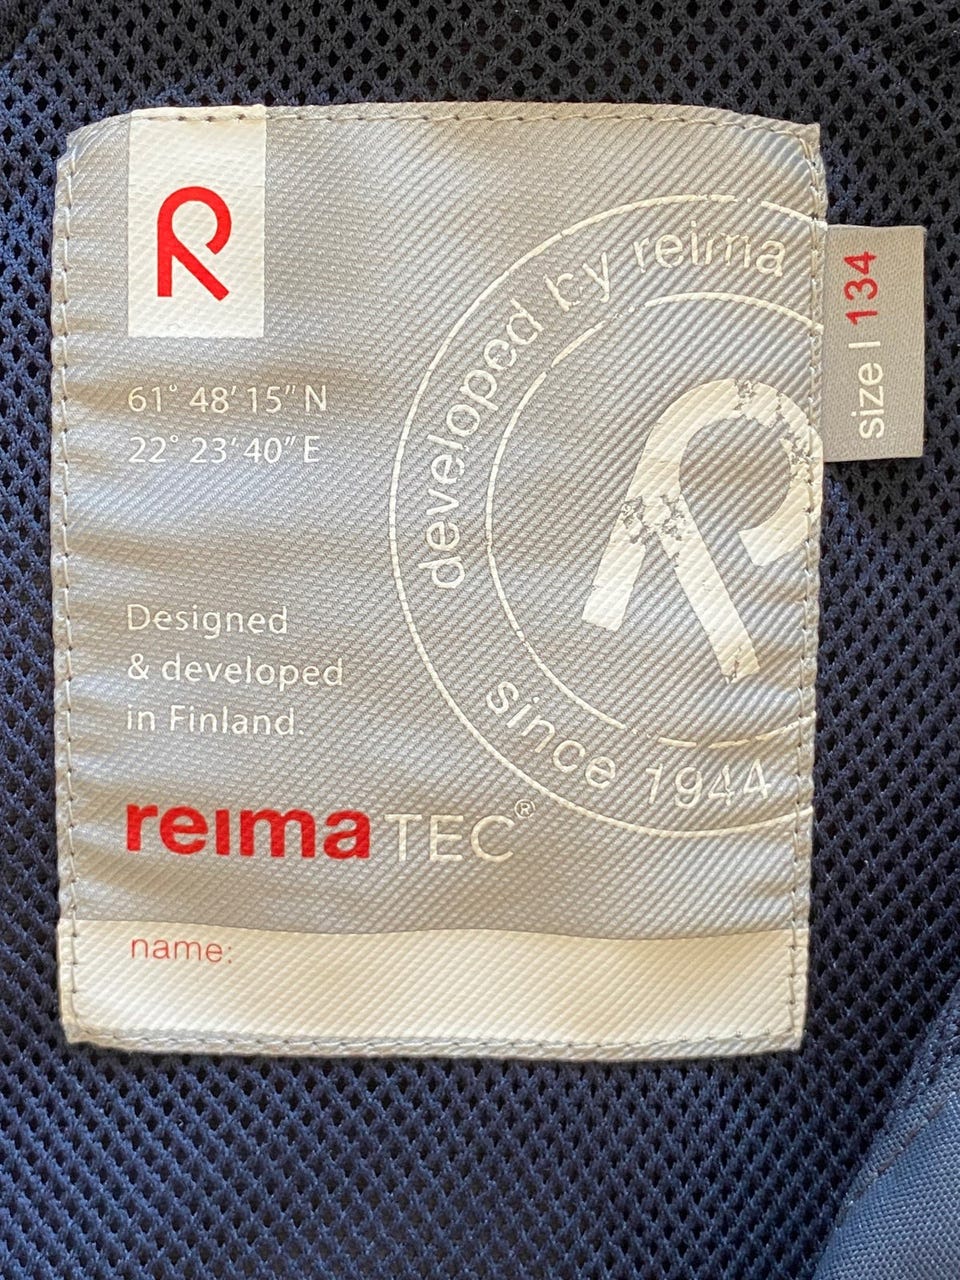 R
61° 48' 15" N
22° 23' 40" E
developed by reima
since 1944
R
size | 134
Designed
& developed
in Finland.
reimaTEC®
name: